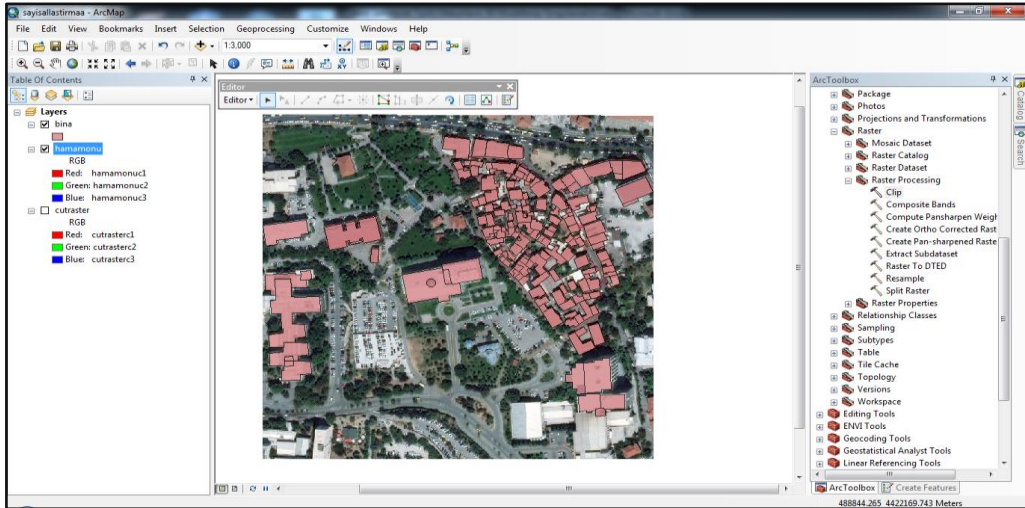 sayisallastirmaa - ArcMap
File Edit View Bookmarks Insert Selection Geoprocessing Customize Windows Help
1:3,000
Table Of Contents
Layers
bina
hamamonu
RGB
Red: hamamonuc1
Green: hamamonuc2
Blue: hamamonuc3
cutraster
RGB
Red: cutrasterc1
Green: cutrasterc2
Blue: cutrasterc3
Editor
Editor
ArcToolbox
Package
Photos
Projections and Transformations
Raster
Mosaic Dataset
Raster Catalog
Raster Dataset
Raster Processing
Clip
Composite Bands
Compute Pansharpen Weigh
Create Ortho Corrected Rast
Create Pan-sharpened Raste
Extract Subdataset
Raster To DTED
Resample
Split Raster
Raster Properties
Relationship Classes
Sampling
Subtypes
Table
Tile Cache
Topology
Versions
Workspace
Editing Tools
ENVI Tools
Geocoding Tools
Geostatistical Analyst Tools
Linear Referencing Tools
ArcToolbox Create Features
Catalog
Search
488844.265 4422169.743 Meters